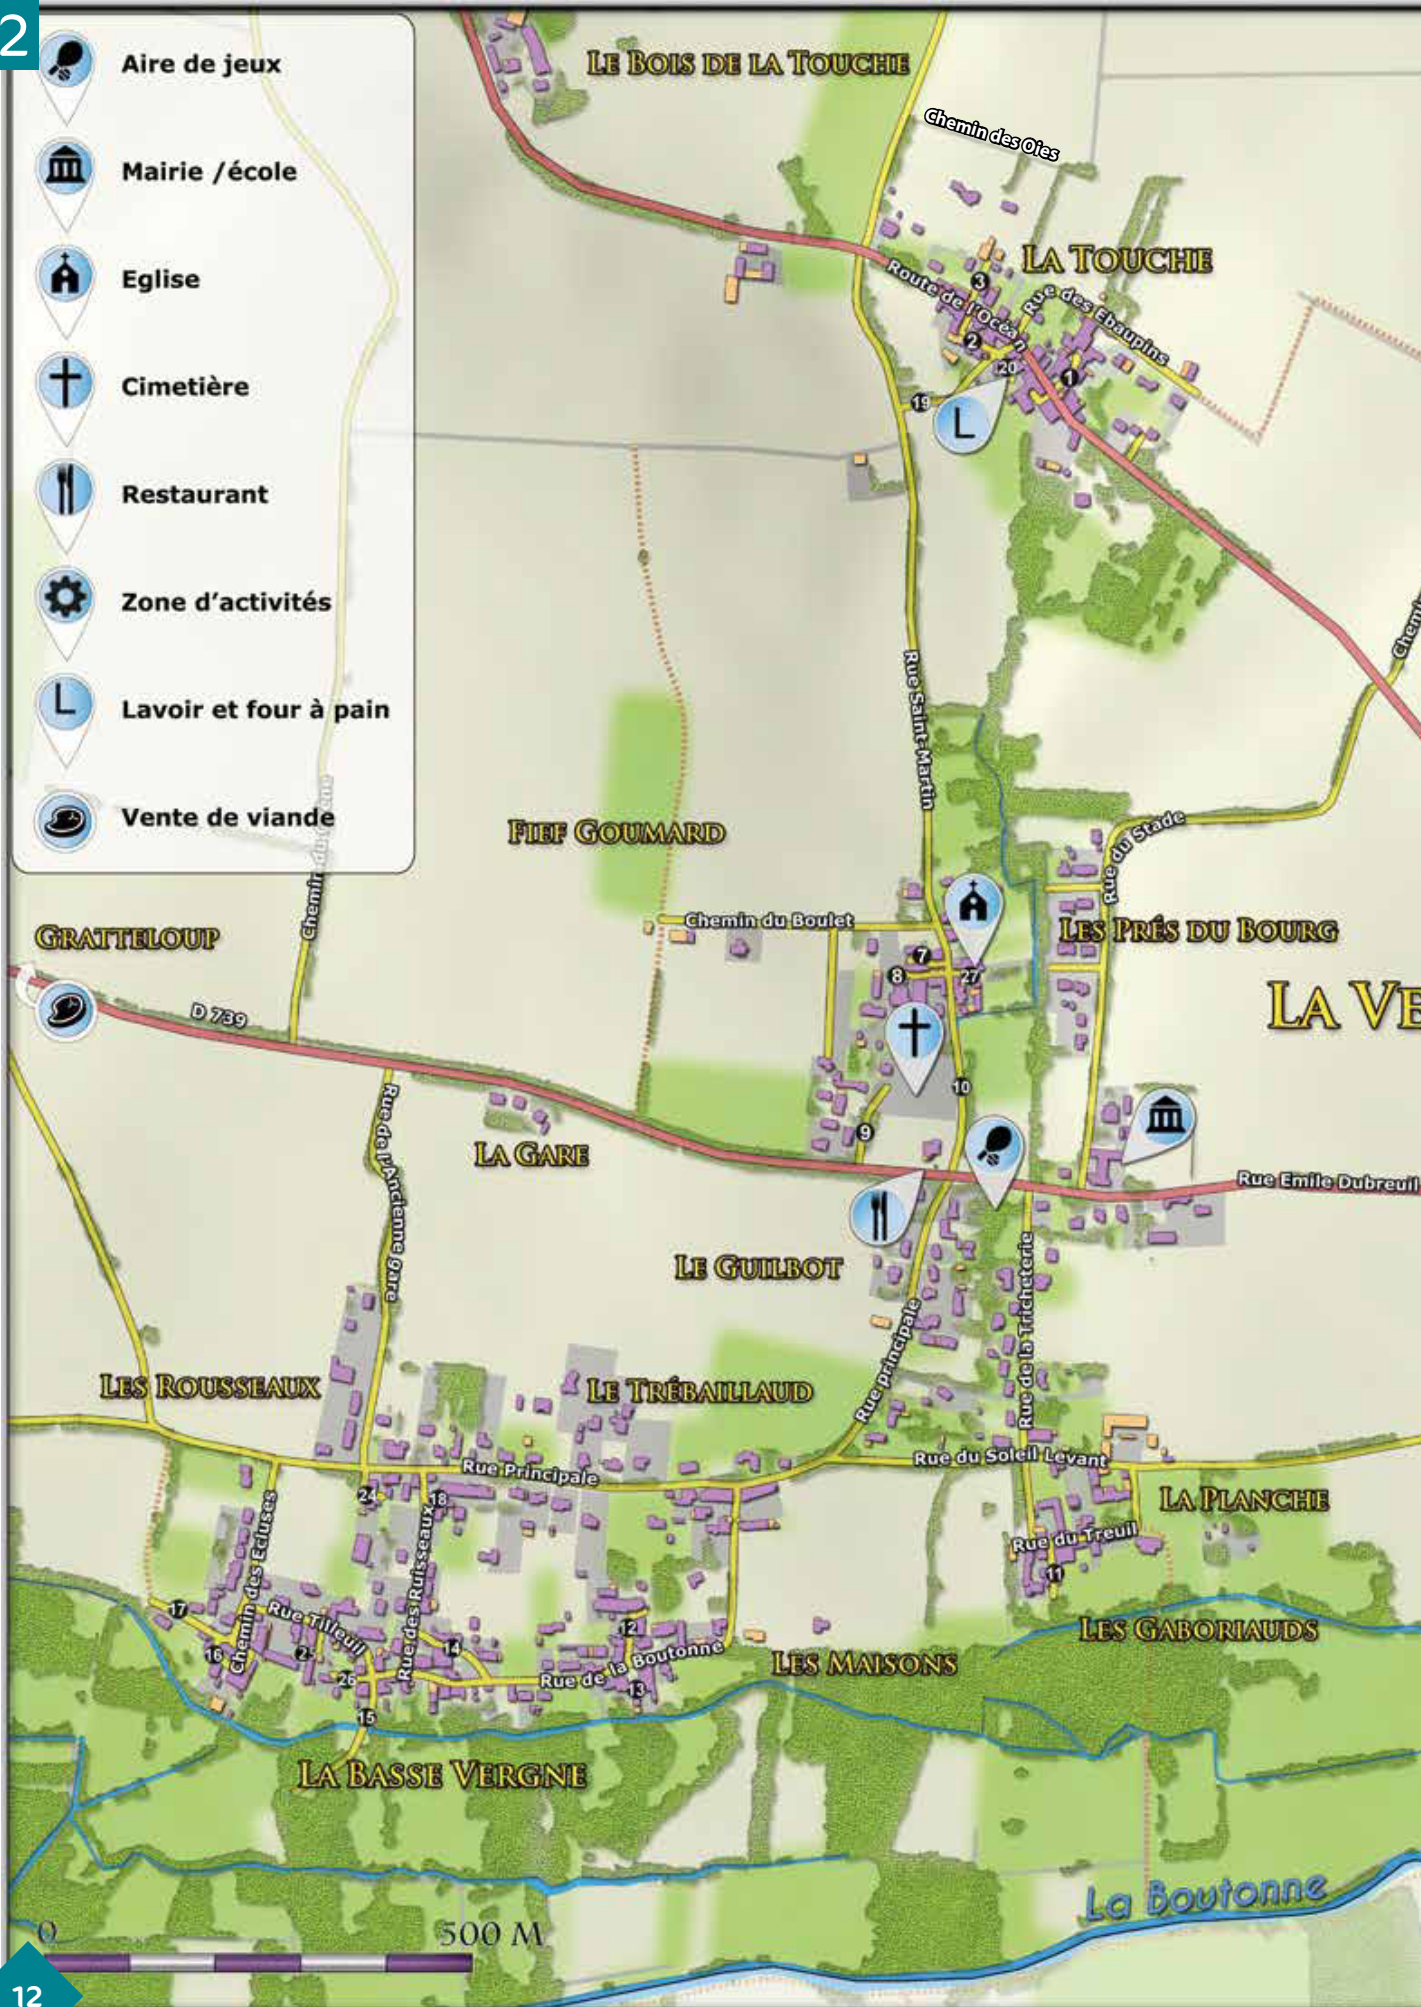 2
Aire de jeux
Mairie /école
Eglise
Cimetière
Restaurant
Zone d'activités
L
Lavoir et four à pain
Vente de viande
LE BOIS DE LA TOUCHE
Chemin des Oies
LA TOUCHE
Route de l'Océan
Rue des Ebaupins
3
2
20
1
19
L
Rue Saint-Martin
Chemin
FIEF GOUMARD
Rue du Stade
Chemin du Boulet
GRATTELOUP
LES PRÉS DU BOURG
7
8
27
LA VE
D 739
10
9
Rue de l'Ancienne gare
LA GARE
Rue Emile Dubreuil
LE GUILBOT
Rue principale
Rue de la Tricheterie
LES ROUSSEAUX
LE TRÉBAILLAUD
Rue Principale
Rue du Soleil Levant
24
18
LA PLANCHE
Chemin des Ecluses
Rue des Ruisseaux
Rue du Treuil
11
17
Rue Tilleuil
12
LES GABORIAUDS
16
14
Rue de la Boutonne
LES MAISONS
26
13
15
LA BASSE VERGNE
La Boutonne
0
500 M
12